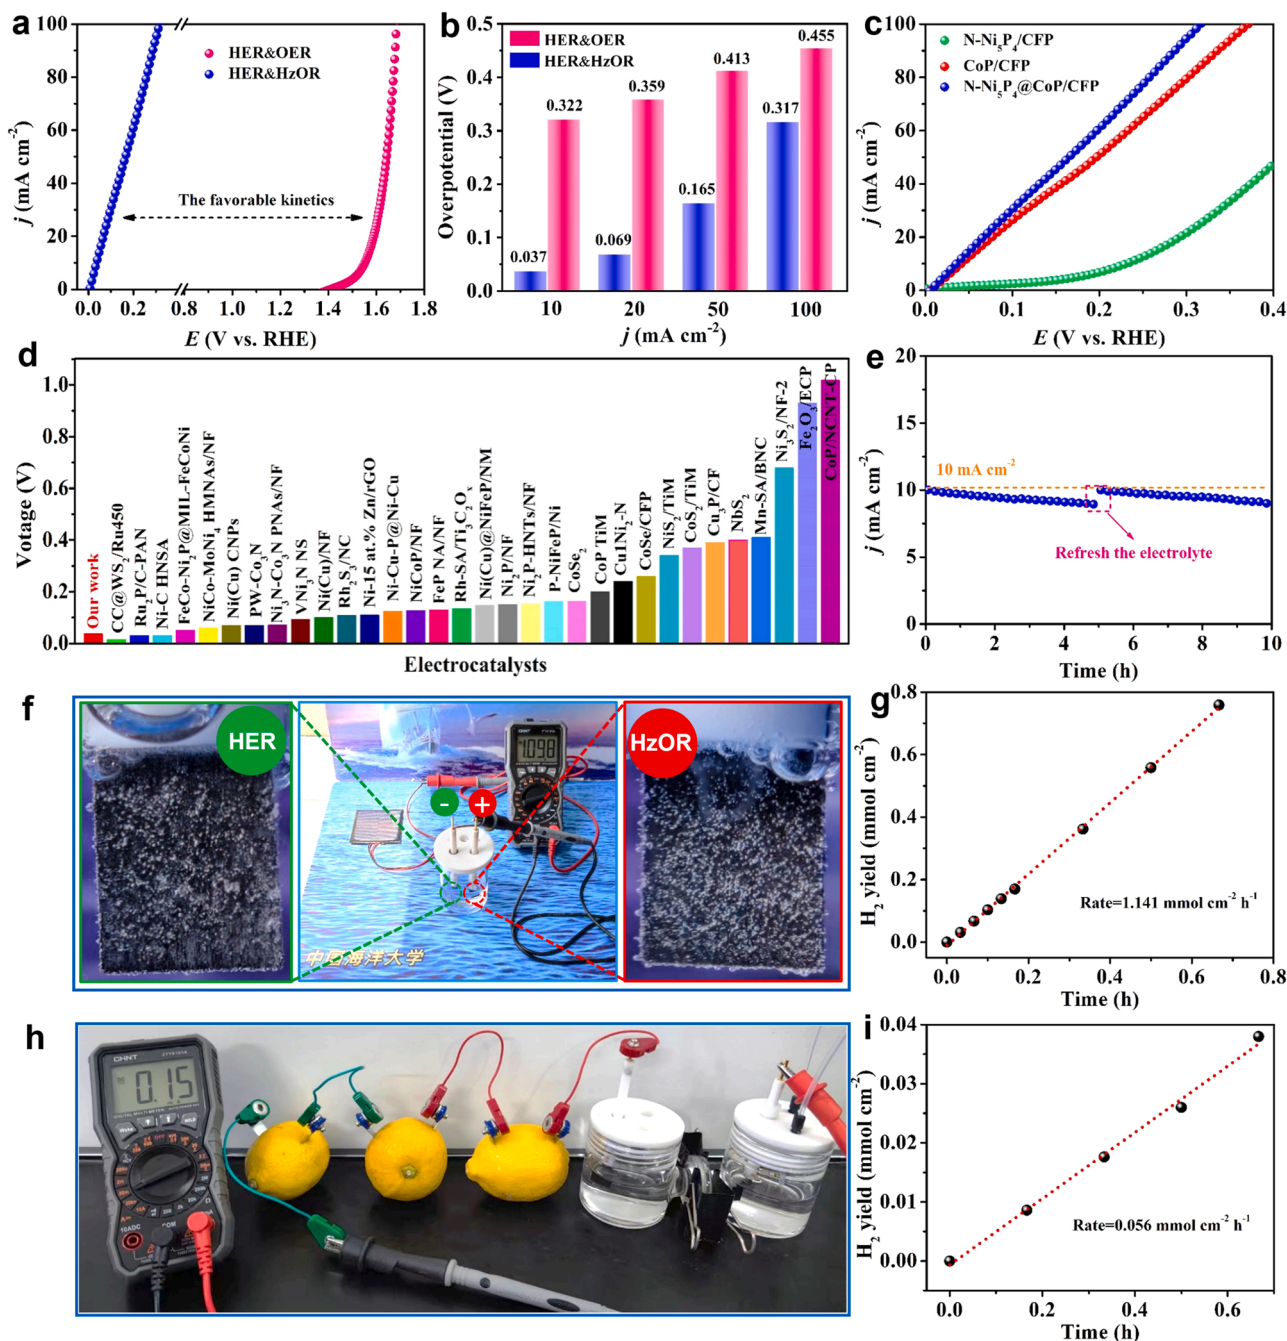 a
100
80
60
40
20
0
j (mA cm⁻²)
HER&OER
HER&HzOR
The favorable kinetics
0.0 0.2 0.8 1.0 1.2 1.4 1.6 1.8
E (V vs. RHE)
b
0.5
0.4
0.3
0.2
0.1
0.0
Overpotential (V)
HER&OER
HER&HzOR
0.037
0.322
0.069
0.359
0.165
0.413
0.317
0.455
10 20 50 100
j (mA cm⁻²)
c
100
80
60
40
20
0
j (mA cm⁻²)
N-Ni₅P₄/CFP
CoP/CFP
N-Ni₅P₄@CoP/CFP
0.0 0.1 0.2 0.3 0.4
E (V vs. RHE)
d
1.0
0.8
0.6
0.4
0.2
0.0
Votage (V)
Our work
CC@WS₂/Ru450
Ru₂P/C-PAN
Ni-C HNSA
FeCo-Ni₂P@MIL-FeCoNi
NiCo-MoNi₄ HMNAs/NF
Ni(Cu) CNPs
PW-Co₃N
Ni₃N-Co₃N PNAs/NF
VNi₃N NS
Ni(Cu)/NF
Rh₂S₃/NC
Ni-15 at.% Zn/rGO
Ni-Cu-P@Ni-Cu
NiCoP/NF
FeP NA/NF
Rh-SA/Ti₃C₂Oₓ
Ni(Cu)@NiFeP/NM
Ni₂P/NF
Ni₂P-HNTs/NF
P-NiFeP/Ni
CoSe₂
CoP TiM
Cu1Ni₂-N
CoSe/CFP
NiS₂/TiM
CoS₂/TiM
Cu₃P/CF
NbS₂
Mn-SA/BNC
Ni₃S₂/NF-2
Fe₂O₃/ECP
CoP/NCNT-CP
Electrocatalysts
e
20
15
10
5
0
j (mA cm⁻²)
10 mA cm⁻²
Refresh the electrolyte
0 2 4 6 8 10
Time (h)
f
HER
CHNT
1.098
- +
中国海洋大学
HzOR
g
0.8
0.6
0.4
0.2
0.0
H₂ yield (mmol cm⁻²)
Rate=1.141 mmol cm⁻² h⁻¹
0.0 0.2 0.4 0.6 0.8
Time (h)
h
CHNT
0.15
10ADC
COM
i
0.04
0.03
0.02
0.01
0.00
H₂ yield (mmol cm⁻²)
Rate=0.056 mmol cm⁻² h⁻¹
0.0 0.2 0.4 0.6
Time (h)